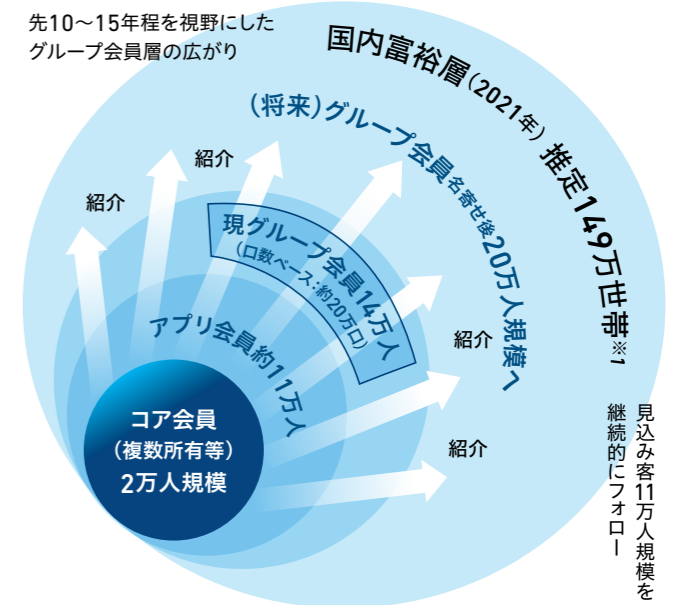 先10～15年程を視野にした
グループ会員層の広がり
国内富裕層(2021年) 推定149万世帯※1
(将来)グループ会員名寄せ後20万人規模へ
紹介
紹介
現グループ会員14万人
(口数ベース:約20万口)
アプリ会員約11万人
紹介
紹介
コア会員
(複数所有等)
2万人規模
見込み客11万人規模を
継続的にフォロー